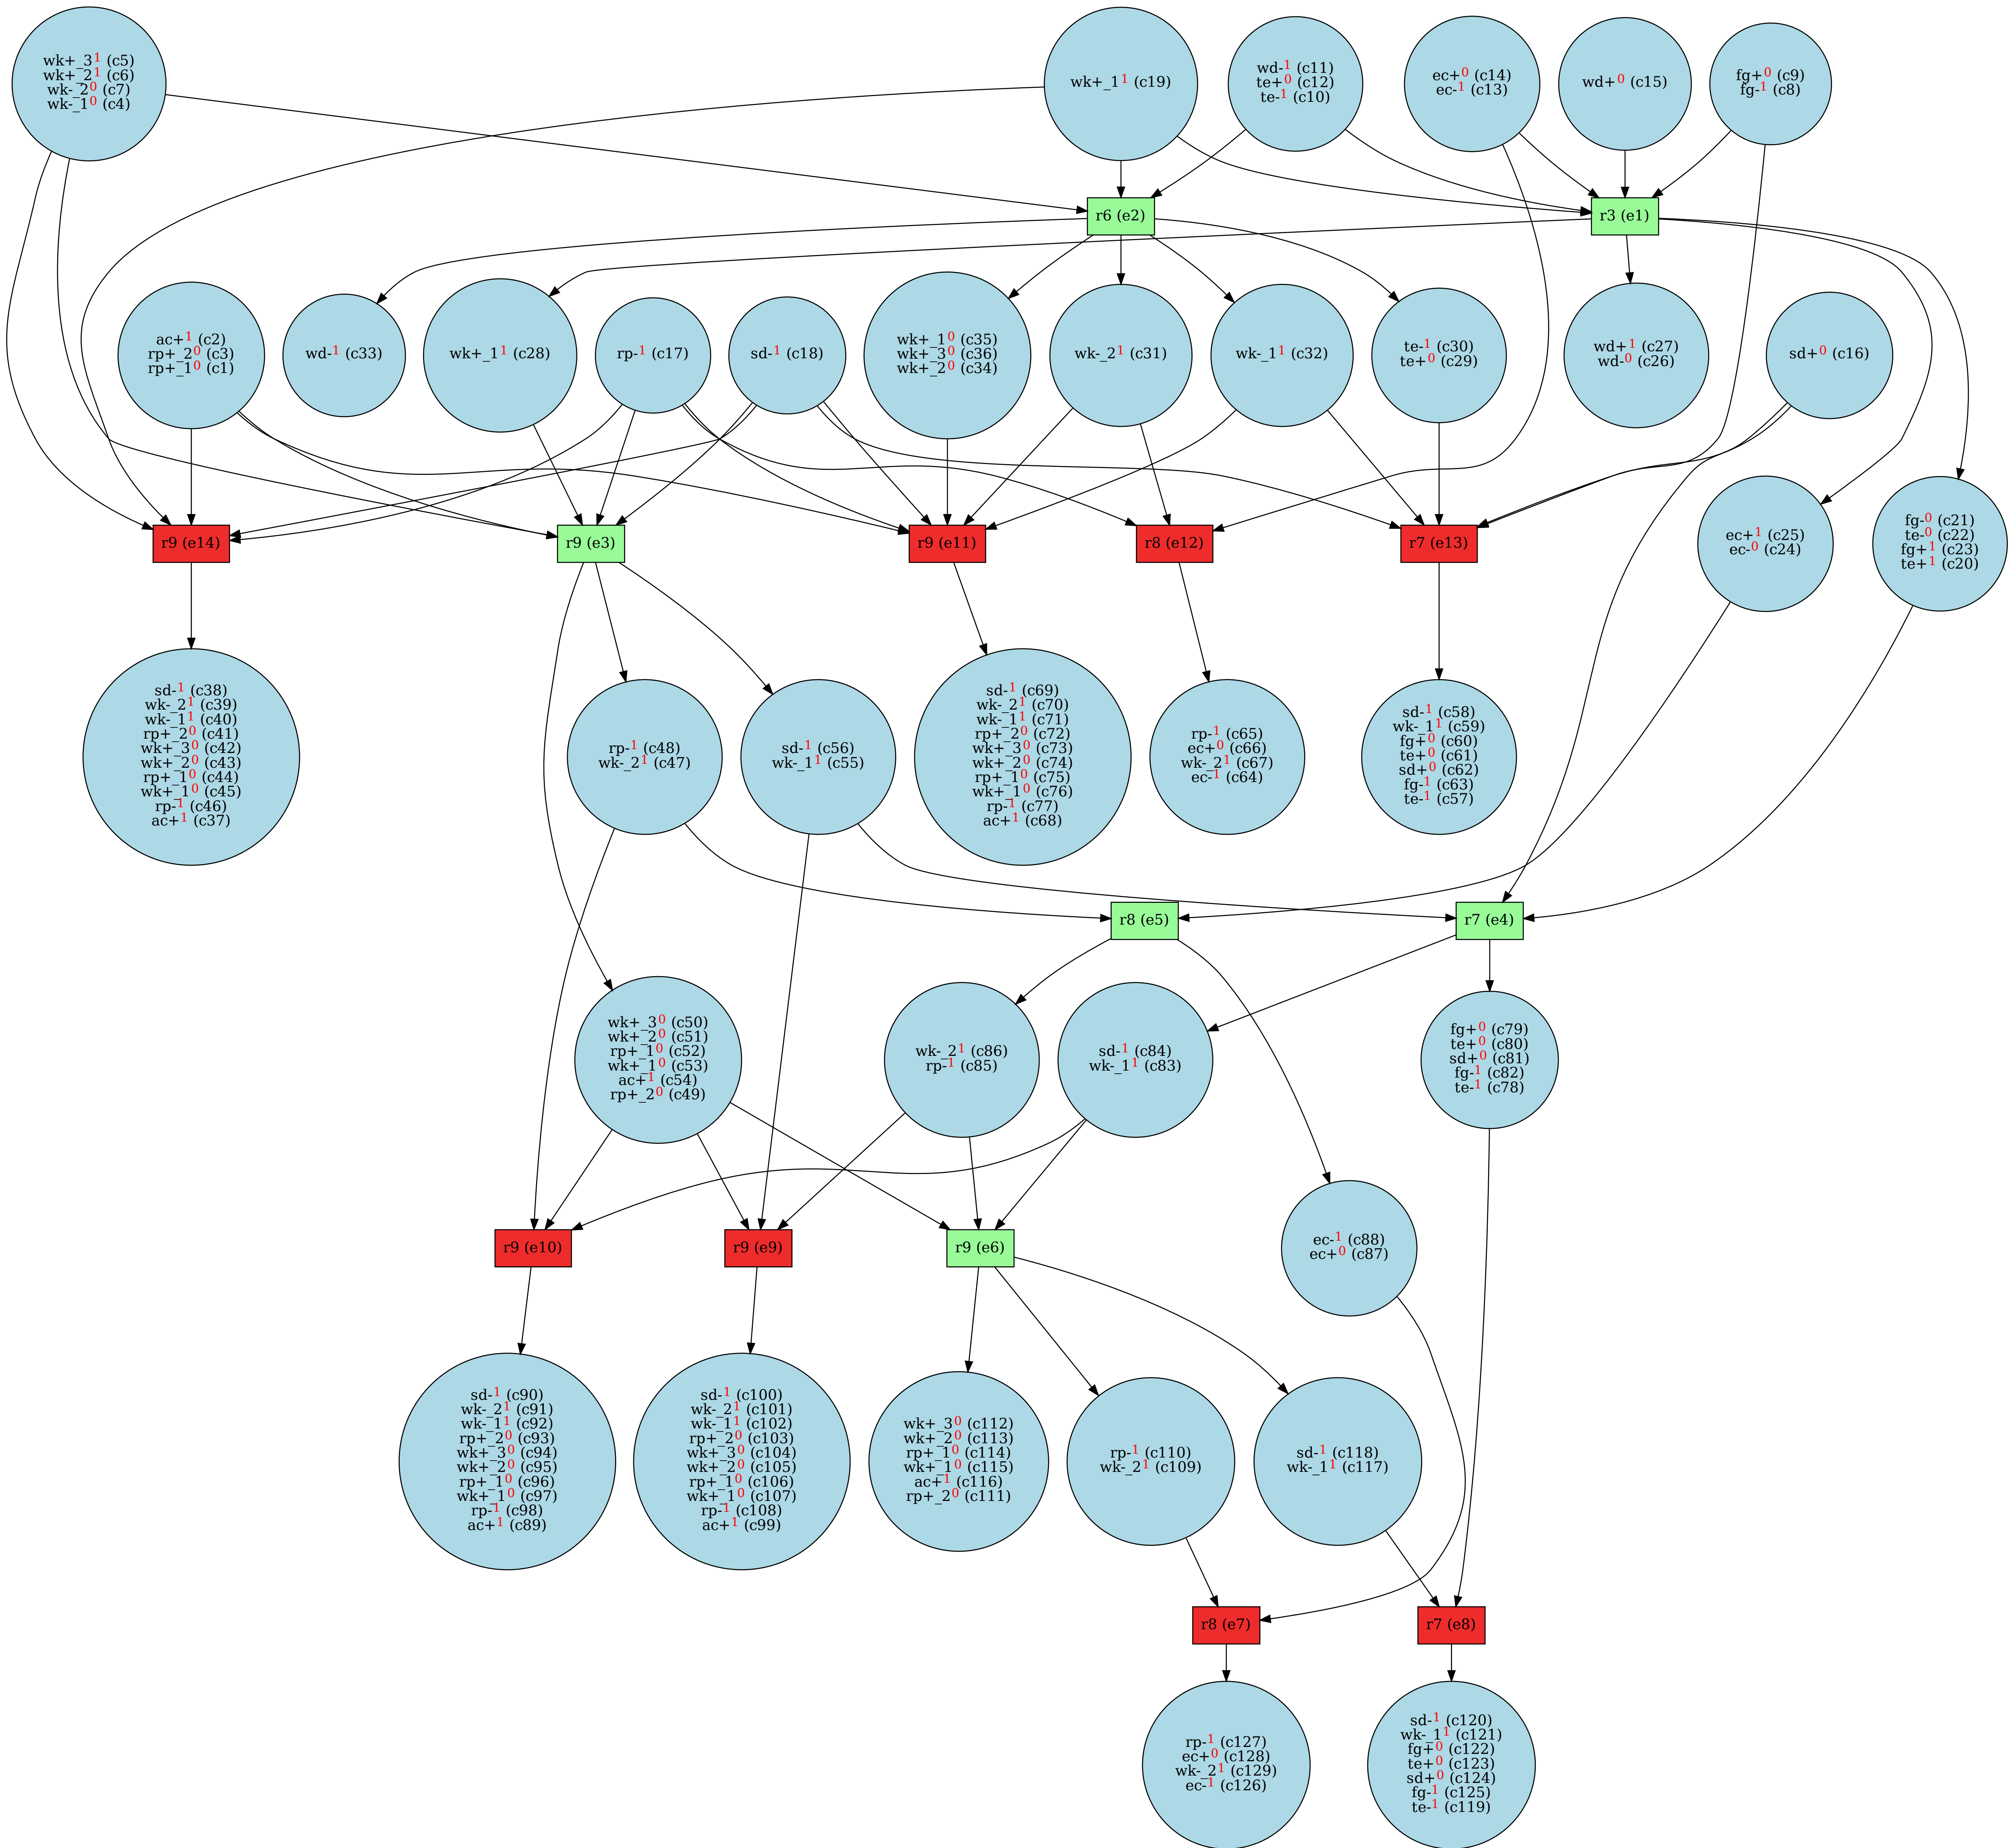 wk+_3¹ (c5)
wk+_2¹ (c6)
wk-_2⁰ (c7)
wk-_1⁰ (c4)
wk+_1¹ (c19)
wd-¹ (c11)
te+⁰ (c12)
te-¹ (c10)
ec+⁰ (c14)
ec-¹ (c13)
wd+⁰ (c15)
fg+⁰ (c9)
fg-¹ (c8)
r6 (e2)
r3 (e1)
ac+¹ (c2)
rp+_2⁰ (c3)
rp+_1⁰ (c1)
wd-¹ (c33)
wk+_1¹ (c28)
rp-¹ (c17)
sd-¹ (c18)
wk+_1⁰ (c35)
wk+_3⁰ (c36)
wk+_2⁰ (c34)
wk-_2¹ (c31)
wk-_1¹ (c32)
te-¹ (c30)
te+⁰ (c29)
wd+¹ (c27)
wd-⁰ (c26)
sd+⁰ (c16)
r9 (e14)
r9 (e3)
r9 (e11)
r8 (e12)
r7 (e13)
ec+¹ (c25)
ec-⁰ (c24)
fg-⁰ (c21)
te-⁰ (c22)
fg+¹ (c23)
te+¹ (c20)
sd-¹ (c38)
wk-_2¹ (c39)
wk-_1¹ (c40)
rp+_2⁰ (c41)
wk+_3⁰ (c42)
wk+_2⁰ (c43)
rp+_1⁰ (c44)
wk+_1⁰ (c45)
rp-¹ (c46)
ac+¹ (c37)
rp-¹ (c48)
wk-_2¹ (c47)
sd-¹ (c56)
wk-_1¹ (c55)
sd-¹ (c69)
wk-_2¹ (c70)
wk-_1¹ (c71)
rp+_2⁰ (c72)
wk+_3⁰ (c73)
wk+_2⁰ (c74)
rp+_1⁰ (c75)
wk+_1⁰ (c76)
rp-¹ (c77)
ac+¹ (c68)
rp-¹ (c65)
ec+⁰ (c66)
wk-_2¹ (c67)
ec-¹ (c64)
sd-¹ (c58)
wk-_1¹ (c59)
fg+⁰ (c60)
te+⁰ (c61)
sd+⁰ (c62)
fg-¹ (c63)
te-¹ (c57)
r8 (e5)
r7 (e4)
wk+_3⁰ (c50)
wk+_2⁰ (c51)
rp+_1⁰ (c52)
wk+_1⁰ (c53)
ac+¹ (c54)
rp+_2⁰ (c49)
wk-_2¹ (c86)
rp-¹ (c85)
sd-¹ (c84)
wk-_1¹ (c83)
fg+⁰ (c79)
te+⁰ (c80)
sd+⁰ (c81)
fg-¹ (c82)
te-¹ (c78)
r9 (e10)
r9 (e9)
r9 (e6)
ec-¹ (c88)
ec+⁰ (c87)
sd-¹ (c90)
wk-_2¹ (c91)
wk-_1¹ (c92)
rp+_2⁰ (c93)
wk+_3⁰ (c94)
wk+_2⁰ (c95)
rp+_1⁰ (c96)
wk+_1⁰ (c97)
rp-¹ (c98)
ac+¹ (c89)
sd-¹ (c100)
wk-_2¹ (c101)
wk-_1¹ (c102)
rp+_2⁰ (c103)
wk+_3⁰ (c104)
wk+_2⁰ (c105)
rp+_1⁰ (c106)
wk+_1⁰ (c107)
rp-¹ (c108)
ac+¹ (c99)
wk+_3⁰ (c112)
wk+_2⁰ (c113)
rp+_1⁰ (c114)
wk+_1⁰ (c115)
ac+¹ (c116)
rp+_2⁰ (c111)
rp-¹ (c110)
wk-_2¹ (c109)
sd-¹ (c118)
wk-_1¹ (c117)
r8 (e7)
r7 (e8)
rp-¹ (c127)
ec+⁰ (c128)
wk-_2¹ (c129)
ec-¹ (c126)
sd-¹ (c120)
wk-_1¹ (c121)
fg+⁰ (c122)
te+⁰ (c123)
sd+⁰ (c124)
fg-¹ (c125)
te-¹ (c119)